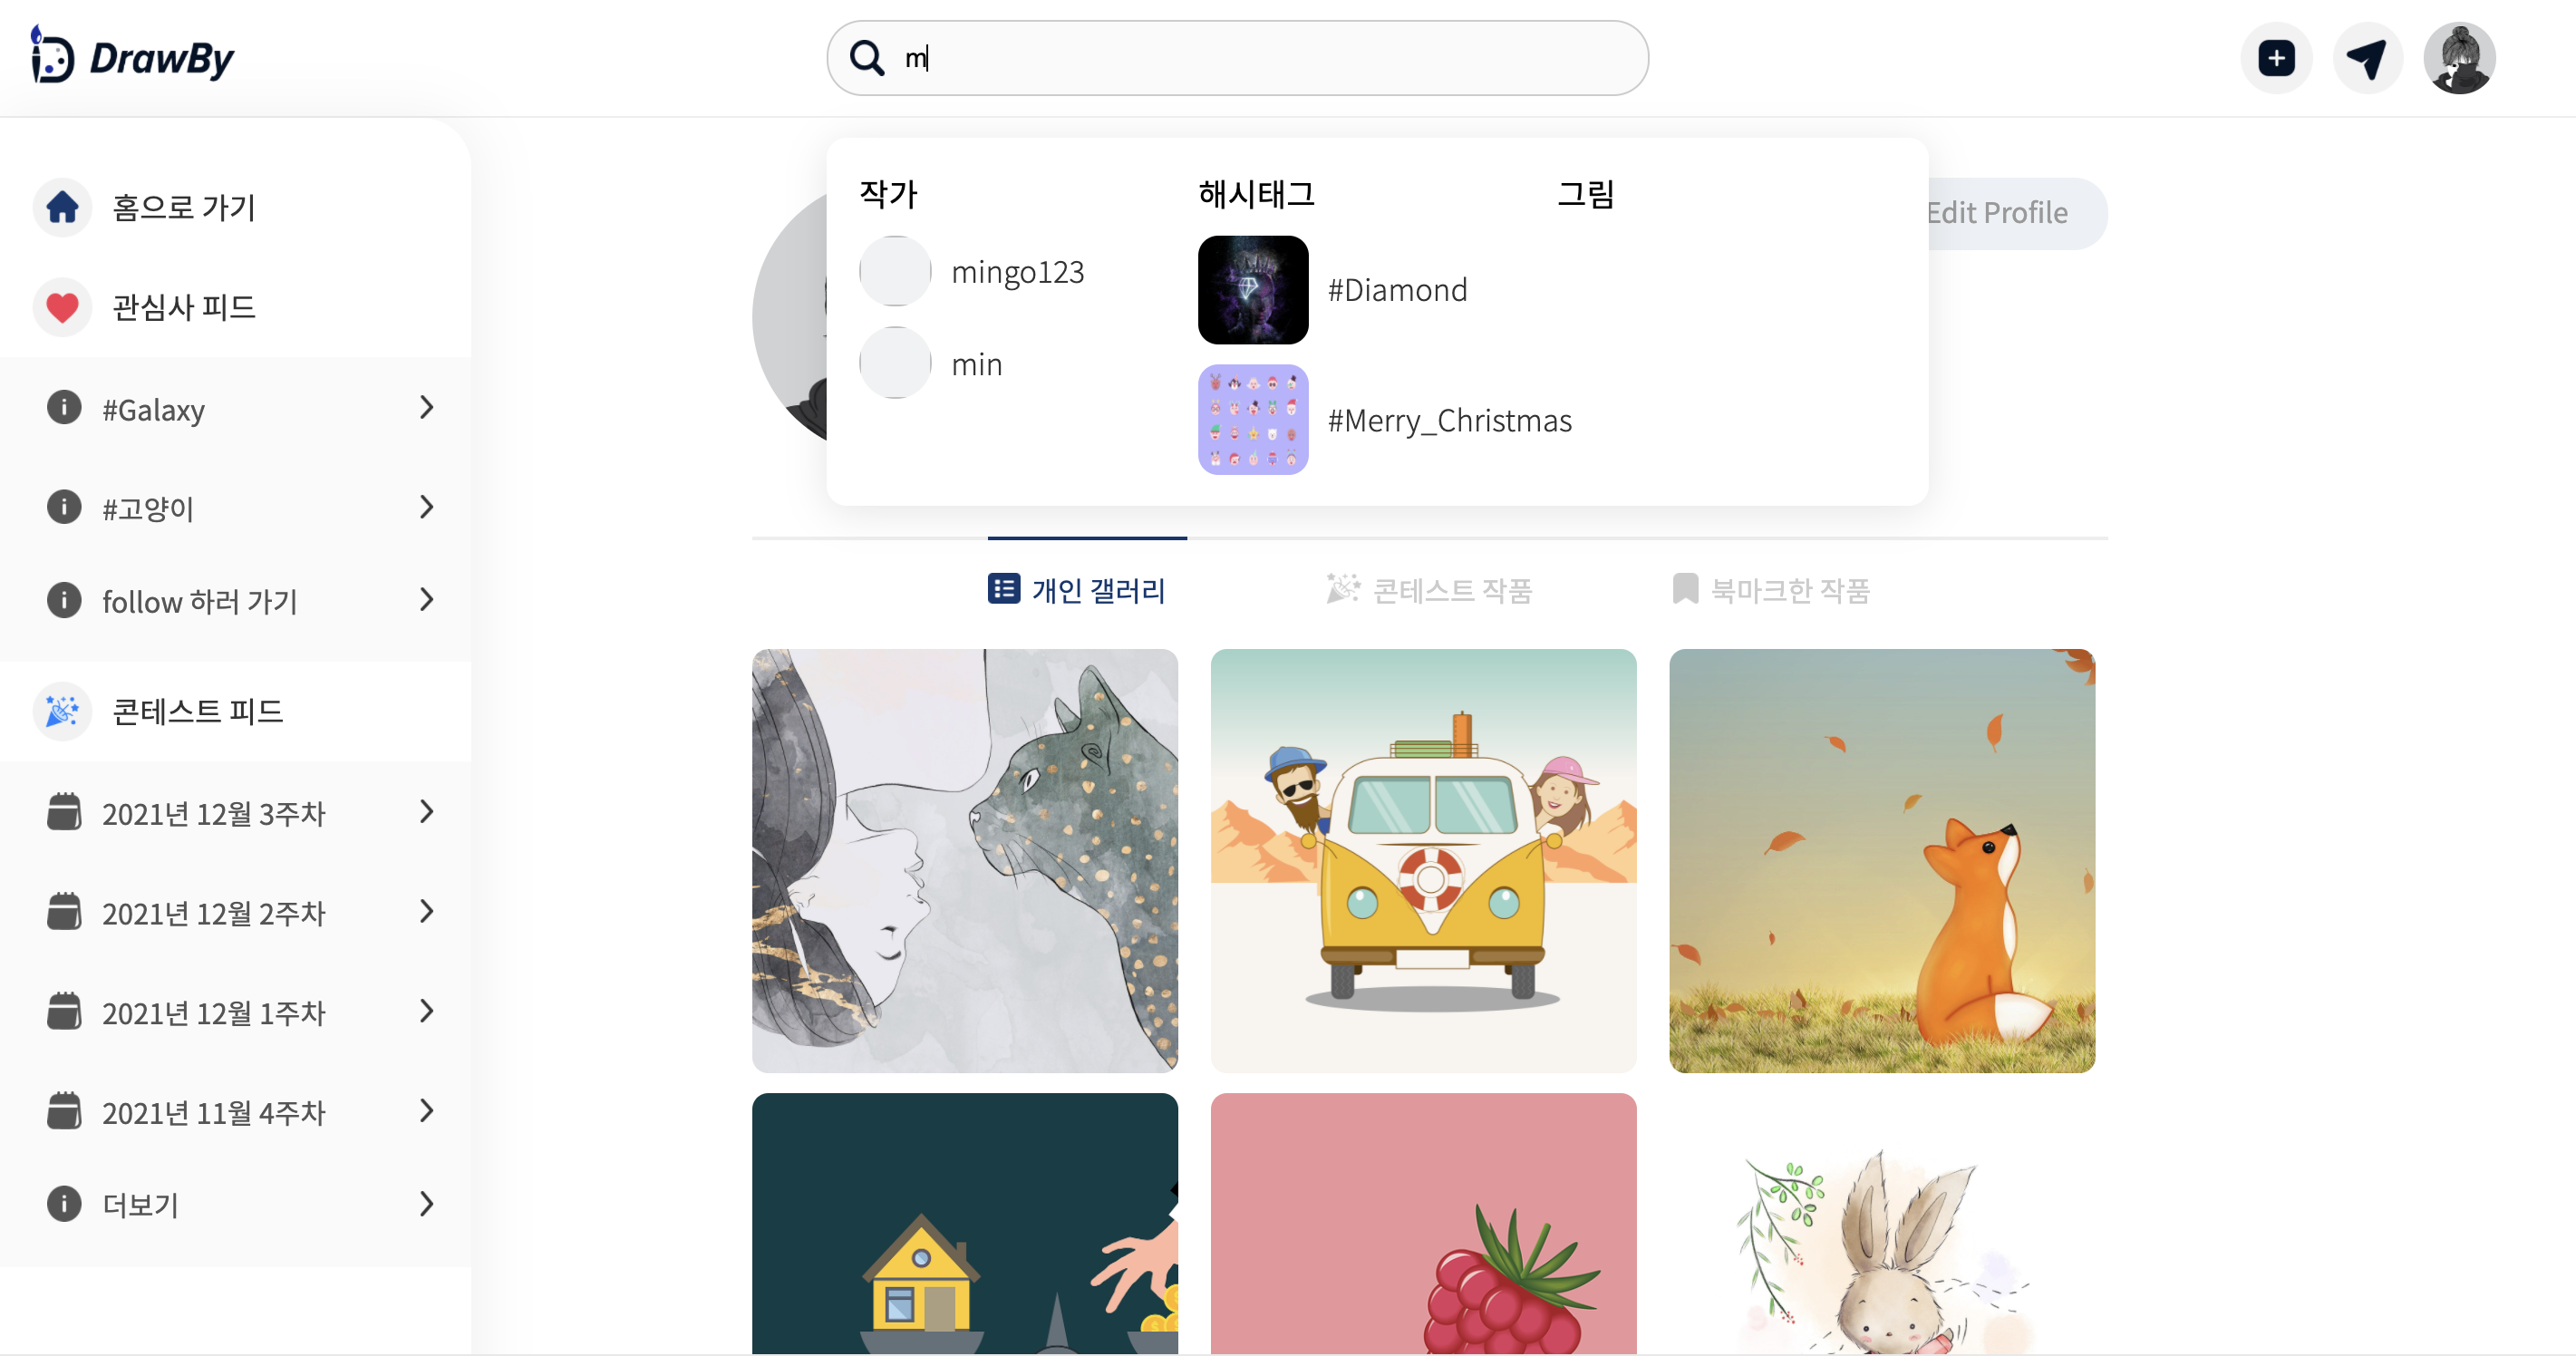 DrawBy
m
홈으로 가기
관심사 피드
#Galaxy
#고양이
follow 하러 가기
콘테스트 피드
2021년 12월 3주차
2021년 12월 2주차
2021년 12월 1주차
2021년 11월 4주차
더보기
작가
mingo123
min
해시태그
#Diamond
#Merry_Christmas
그림
Edit Profile
개인 갤러리
콘테스트 작품
북마크한 작품